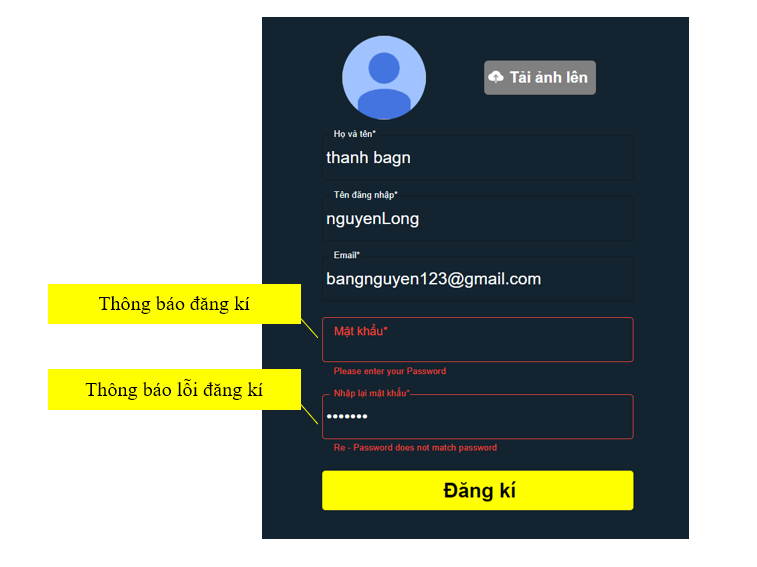 Tải ảnh lên
Họ và tên*
thanh bagn
Tên đăng nhập*
nguyenLong
Email*
bangnguyen123@gmail.com
Thông báo đăng kí
Mật khẩu*
Please enter your Password
Thông báo lỗi đăng kí
Nhập lại mật khẩu*
•••••••
Re - Password does not match password
Đăng kí